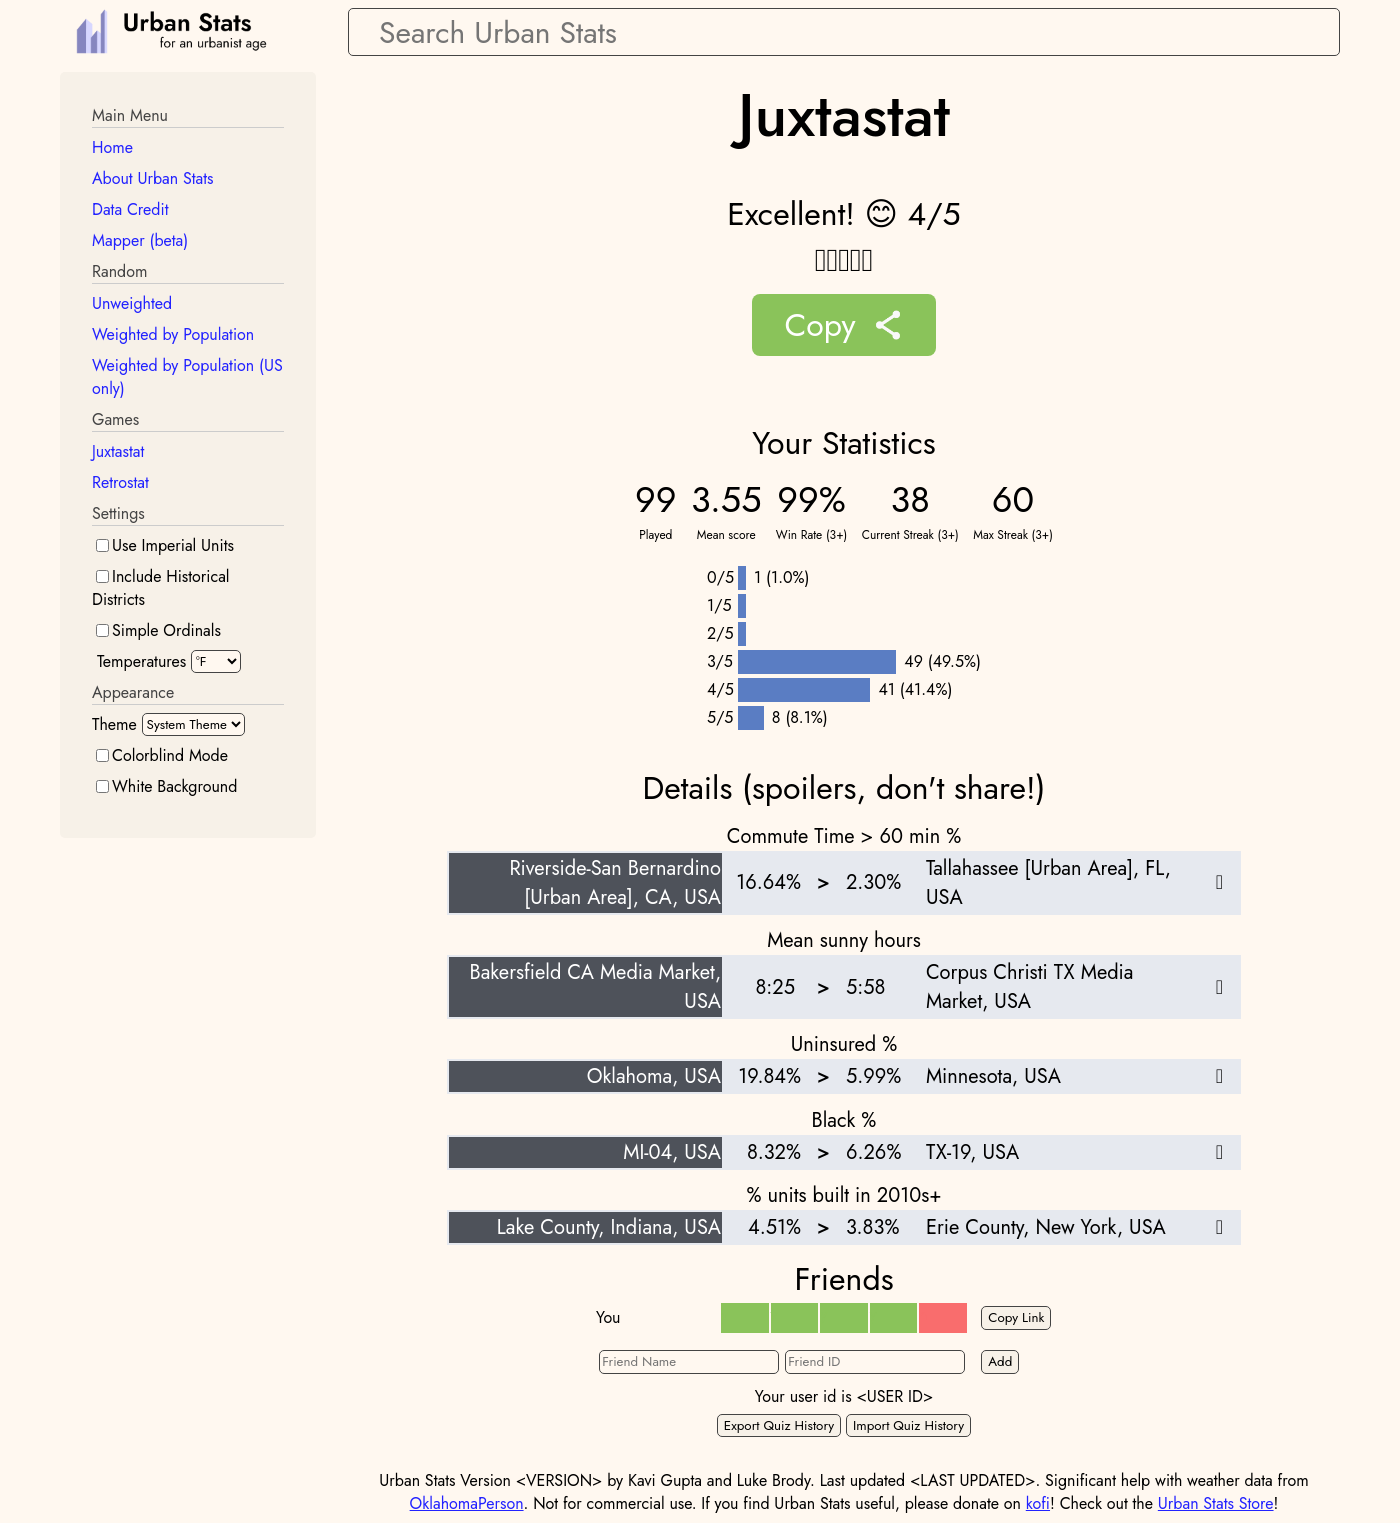 Urban Stats
for an urbanist age
Search Urban Stats
Main Menu
Home
About Urban Stats
Data Credit
Mapper (beta)
Random
Unweighted
Weighted by Population
Weighted by Population (US
only)
Games
Juxtastat
Retrostat
Settings
Use Imperial Units
Include Historical
Districts
Simple Ordinals
Temperatures °F
Appearance
Theme System Theme
Colorblind Mode
White Background
Juxtastat
Excellent! 😊 4/5
Copy
Your Statistics
99 3.55 99% 38 60
Played Mean score Win Rate (3+) Current Streak (3+) Max Streak (3+)
0/5 1 (1.0%)
1/5
2/5
3/5 49 (49.5%)
4/5 41 (41.4%)
5/5 8 (8.1%)
Details (spoilers, don't share!)
Commute Time > 60 min %
Riverside-San Bernardino
[Urban Area], CA, USA
16.64% > 2.30%
Tallahassee [Urban Area], FL,
USA
Mean sunny hours
Bakersfield CA Media Market,
USA
8:25 > 5:58
Corpus Christi TX Media
Market, USA
Uninsured %
Oklahoma, USA 19.84% > 5.99% Minnesota, USA
Black %
MI-04, USA 8.32% > 6.26% TX-19, USA
% units built in 2010s+
Lake County, Indiana, USA 4.51% > 3.83% Erie County, New York, USA
Friends
You Copy Link
Friend Name Friend ID Add
Your user id is <USER ID>
Export Quiz History Import Quiz History
Urban Stats Version <VERSION> by Kavi Gupta and Luke Brody. Last updated <LAST UPDATED>. Significant help with weather data from
OklahomaPerson. Not for commercial use. If you find Urban Stats useful, please donate on kofi! Check out the Urban Stats Store!